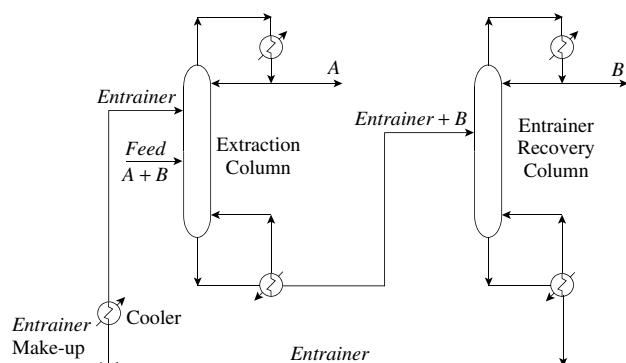 A
B
Entrainer
Entrainer + B
Feed
A + B
Extraction
Column
Entrainer
Recovery
Column
Cooler
Entrainer
Make-up
Entrainer